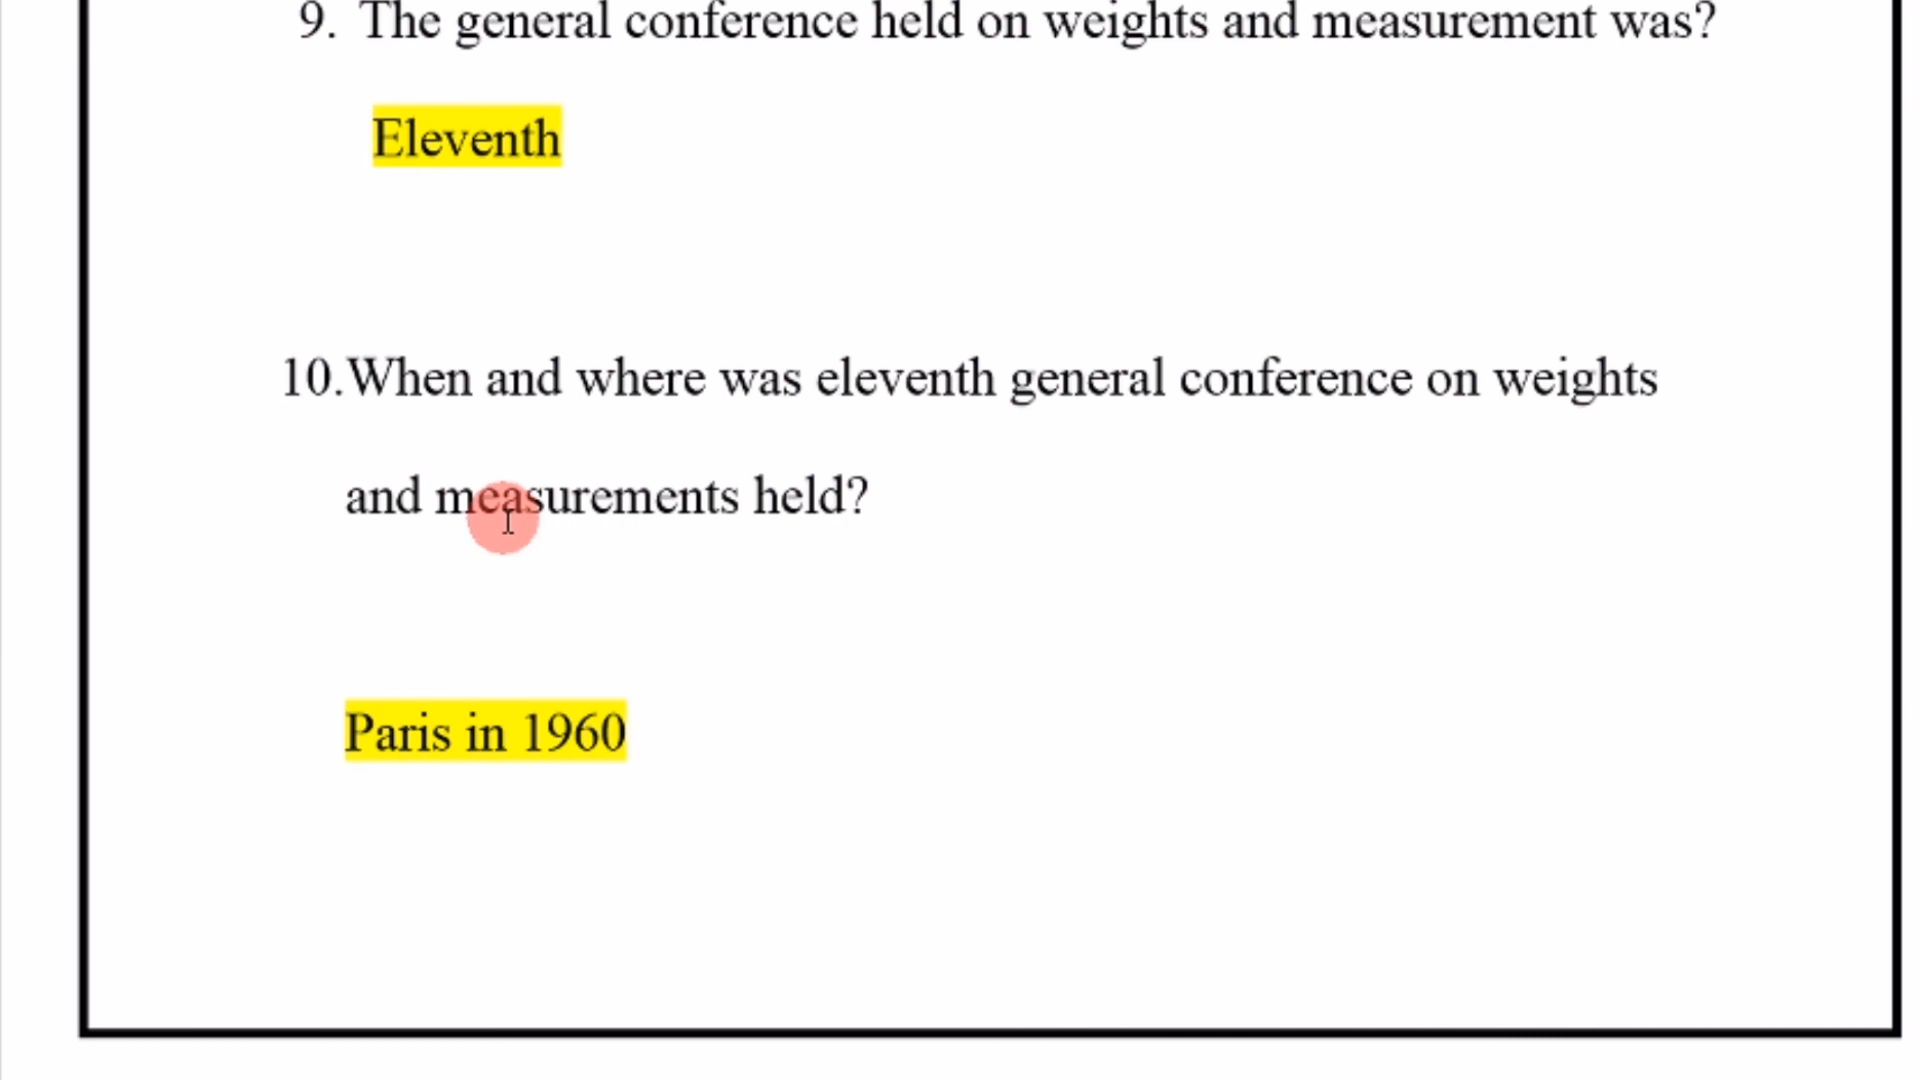 9. The general conference held on weights and measurement was?
Eleventh
10.When and where was eleventh general conference on weights
and measurements held?
Paris in 1960